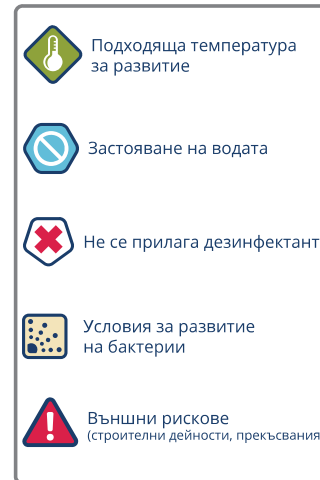 Подходяща температура
за развитие
Застояване на водата
Не се прилага дезинфектант
Условия за развитие
на бактерии
Външни рискове
(строителни дейности, прекъсвания